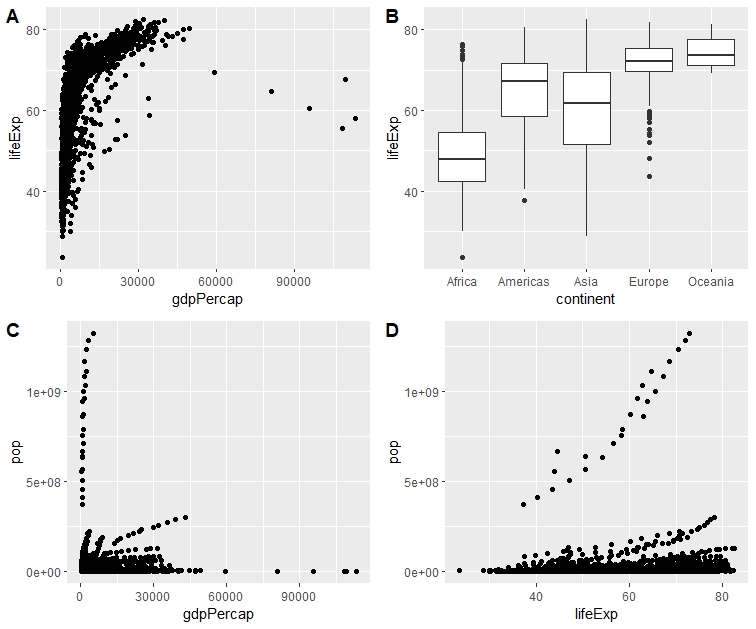 A
80
60
40
lifeExp
0 30000 60000 90000
gdpPercap
B
80
60
40
lifeExp
Africa Americas Asia Europe Oceania
continent
C
1e+09
5e+08
0e+00
pop
0 30000 60000 90000
gdpPercap
D
1e+09
5e+08
0e+00
pop
40 60 80
lifeExp